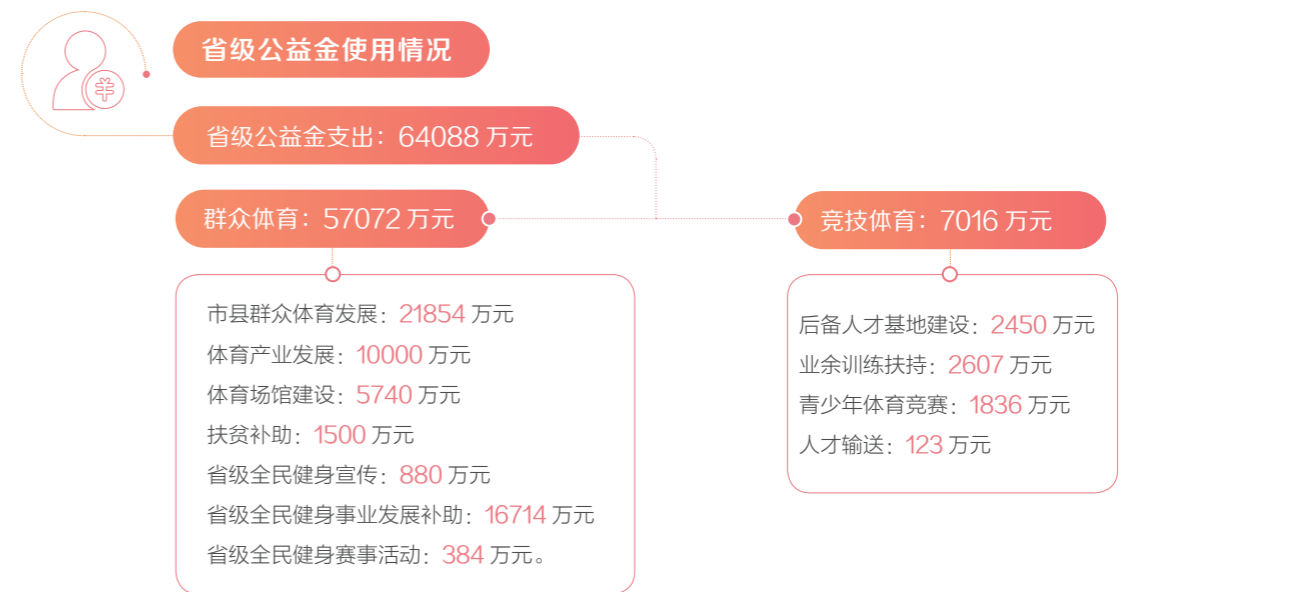 省级公益金使用情况
省级公益金支出：64088 万元
群众体育：57072 万元
市县群众体育发展：21854 万元
体育产业发展：10000 万元
体育场馆建设：5740 万元
扶贫补助：1500 万元
省级全民健身宣传：880 万元
省级全民健身事业发展补助：16714 万元
省级全民健身赛事活动：384 万元。
竞技体育：7016 万元
后备人才基地建设：2450 万元
业余训练扶持：2607 万元
青少年体育竞赛：1836 万元
人才输送：123 万元